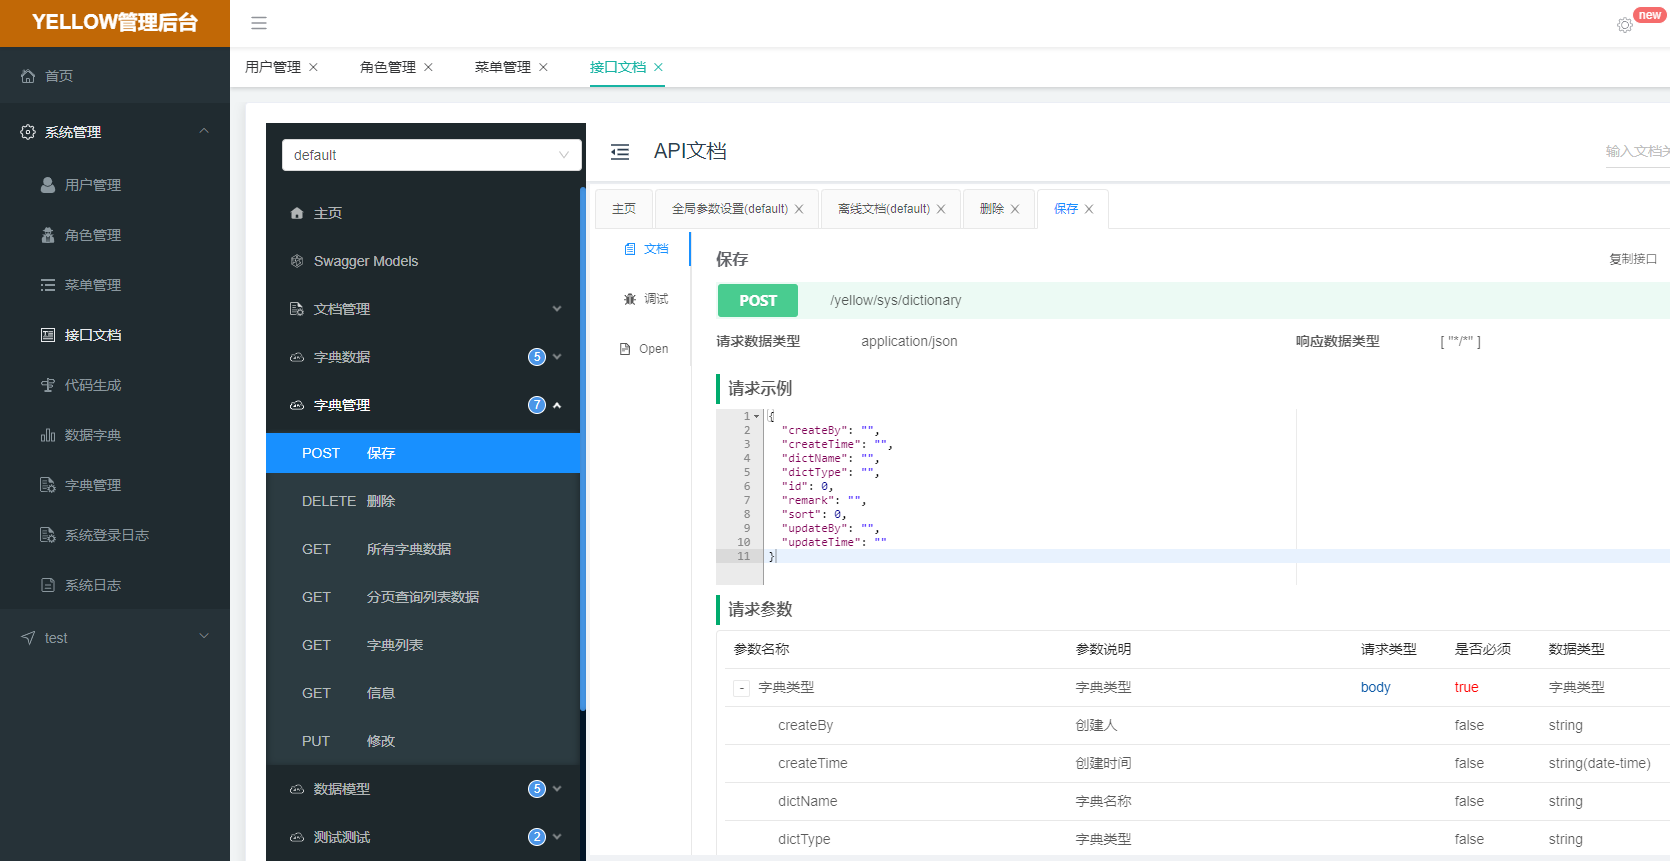 YELLOW管理后台
new
首页
系统管理
用户管理
角色管理
菜单管理
接口文档
代码生成
数据字典
字典管理
系统登录日志
系统日志
test
用户管理
角色管理
菜单管理
接口文档
default
主页
Swagger Models
文档管理
字典数据 5
字典管理 7
POST 保存
DELETE 删除
GET 所有字典数据
GET 分页查询列表数据
GET 字典列表
GET 信息
PUT 修改
数据模型 5
测试测试 2
API文档
输入文档关
主页
全局参数设置(default)
离线文档(default)
删除
保存
文档
调试
Open
保存
复制接口
POST /yellow/sys/dictionary
请求数据类型 application/json 响应数据类型 [ "*/*" ]
请求示例
1 {
2 "createBy": "",
3 "createTime": "",
4 "dictName": "",
5 "dictType": "",
6 "id": 0,
7 "remark": "",
8 "sort": 0,
9 "updateBy": "",
10 "updateTime": ""
11 }
请求参数
参数名称 参数说明 请求类型 是否必须 数据类型
- 字典类型 字典类型 body true 字典类型
createBy 创建人 false string
createTime 创建时间 false string(date-time)
dictName 字典名称 false string
dictType 字典类型 false string